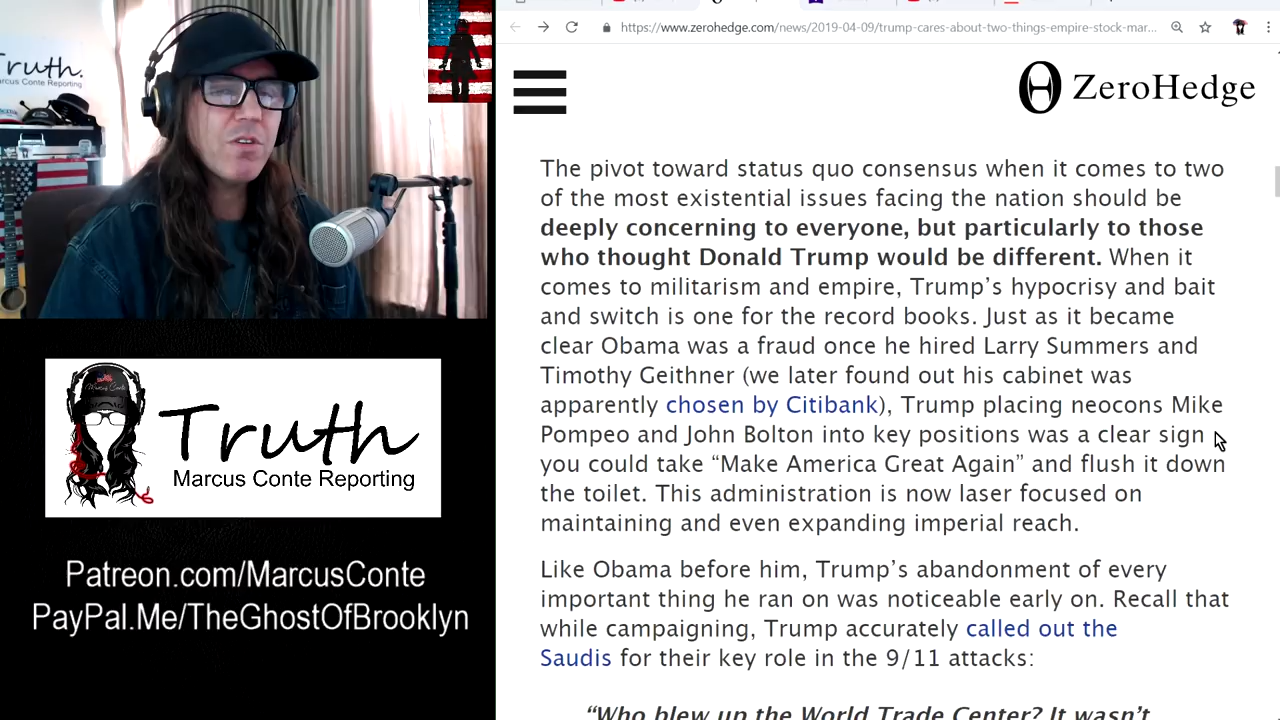 https://www.zerohedge.com/news/2019-04-09/trump-cares-about-two-things-empire-stock-mar...
Truth.
Marcus Conte Reporting
ZeroHedge
The pivot toward status quo consensus when it comes to two
of the most existential issues facing the nation should be
deeply concerning to everyone, but particularly to those
who thought Donald Trump would be different. When it
comes to militarism and empire, Trump’s hypocrisy and bait
and switch is one for the record books. Just as it became
clear Obama was a fraud once he hired Larry Summers and
Timothy Geithner (we later found out his cabinet was
apparently chosen by Citibank), Trump placing neocons Mike
Pompeo and John Bolton into key positions was a clear sign
you could take “Make America Great Again” and flush it down
the toilet. This administration is now laser focused on
maintaining and even expanding imperial reach.
Like Obama before him, Trump’s abandonment of every
important thing he ran on was noticeable early on. Recall that
while campaigning, Trump accurately called out the
Saudis for their key role in the 9/11 attacks:
“Who blew up the World Trade Center? It wasn’t
Marcus Conte
Truth
Marcus Conte Reporting
Patreon.com/MarcusConte
PayPal.Me/TheGhostOfBrooklyn